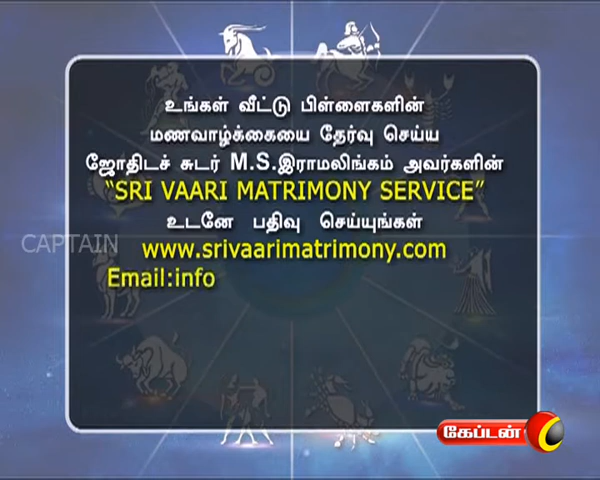 உங்கள் வீட்டு பிள்ளைகளின்
மணவாழ்க்கையை தேர்வு செய்ய
ஜோதிடச் சுடர் M.S.இராமலிங்கம் அவர்களின்
“SRI VAARI MATRIMONY SERVICE”
உடனே பதிவு செய்யுங்கள்
CAPTAIN
www.srivaarimatrimony.com
Email:info
கேப்டன்